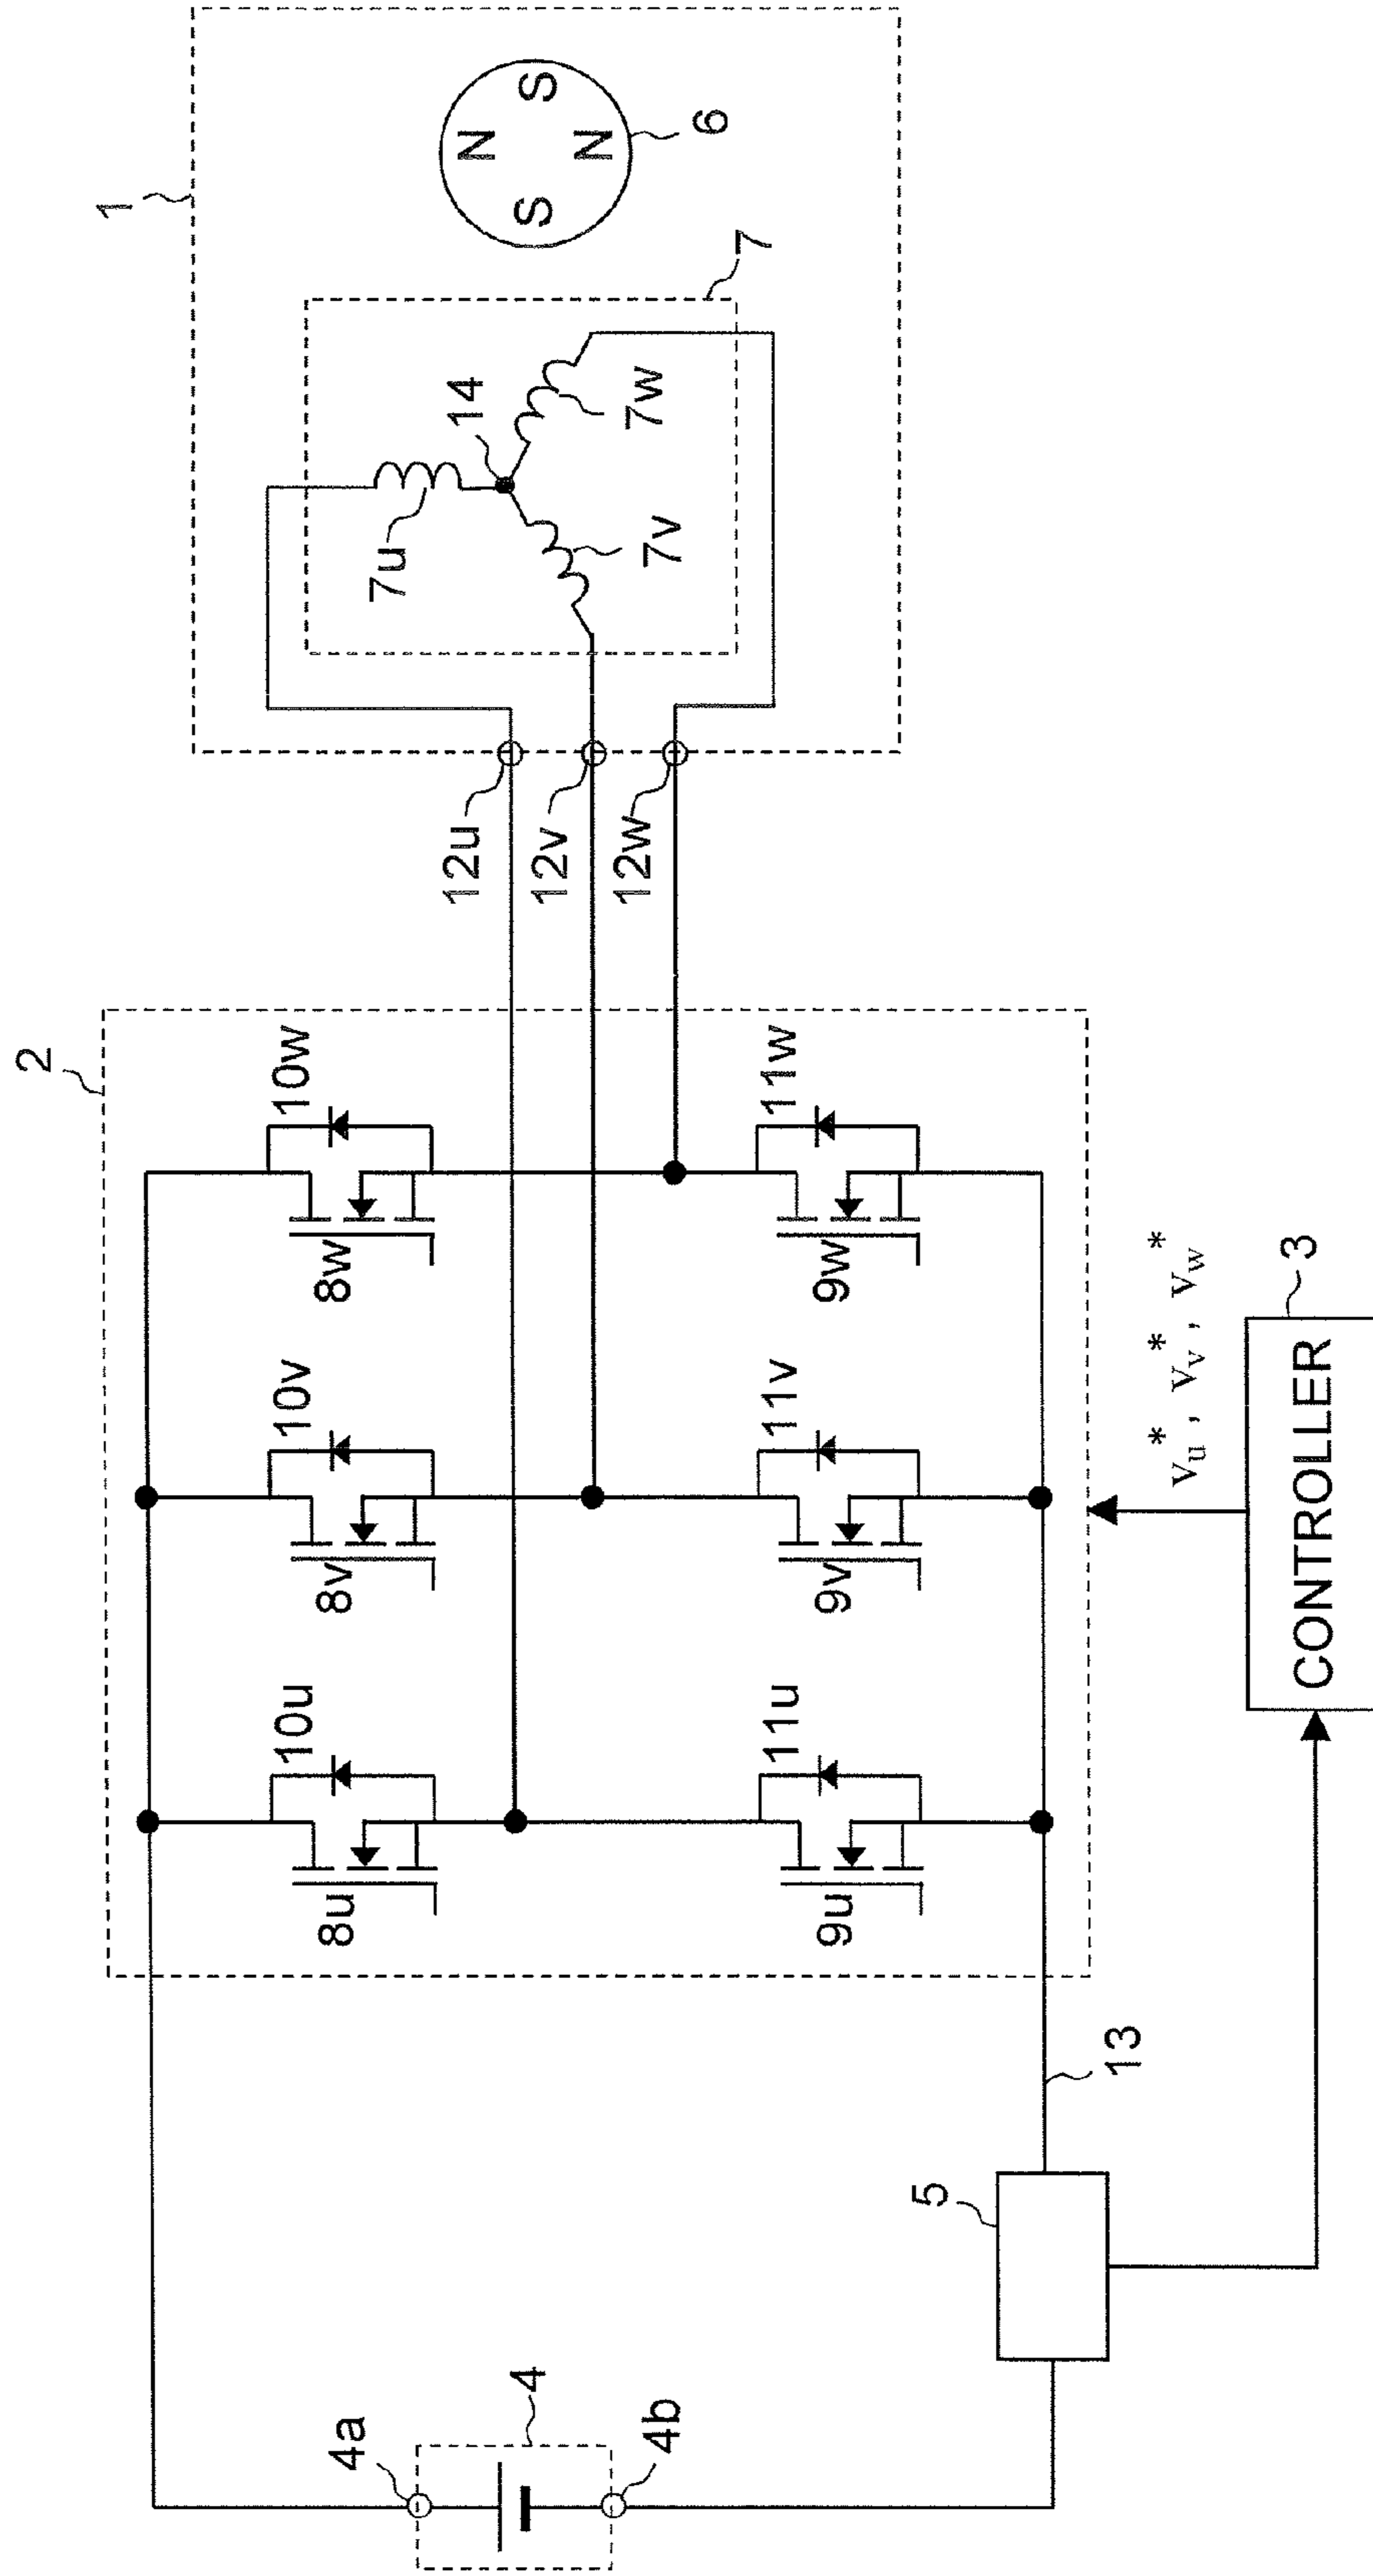 1
2
6
S
N
N
S
7
14
7u
7w
7v
12u
12v
12w
10u
10v
10w
8u
8v
8w
11u
11v
11w
9u
9v
9w
4a
4
4b
5
13
vu*, vv*, vw*
3
CONTROLLER